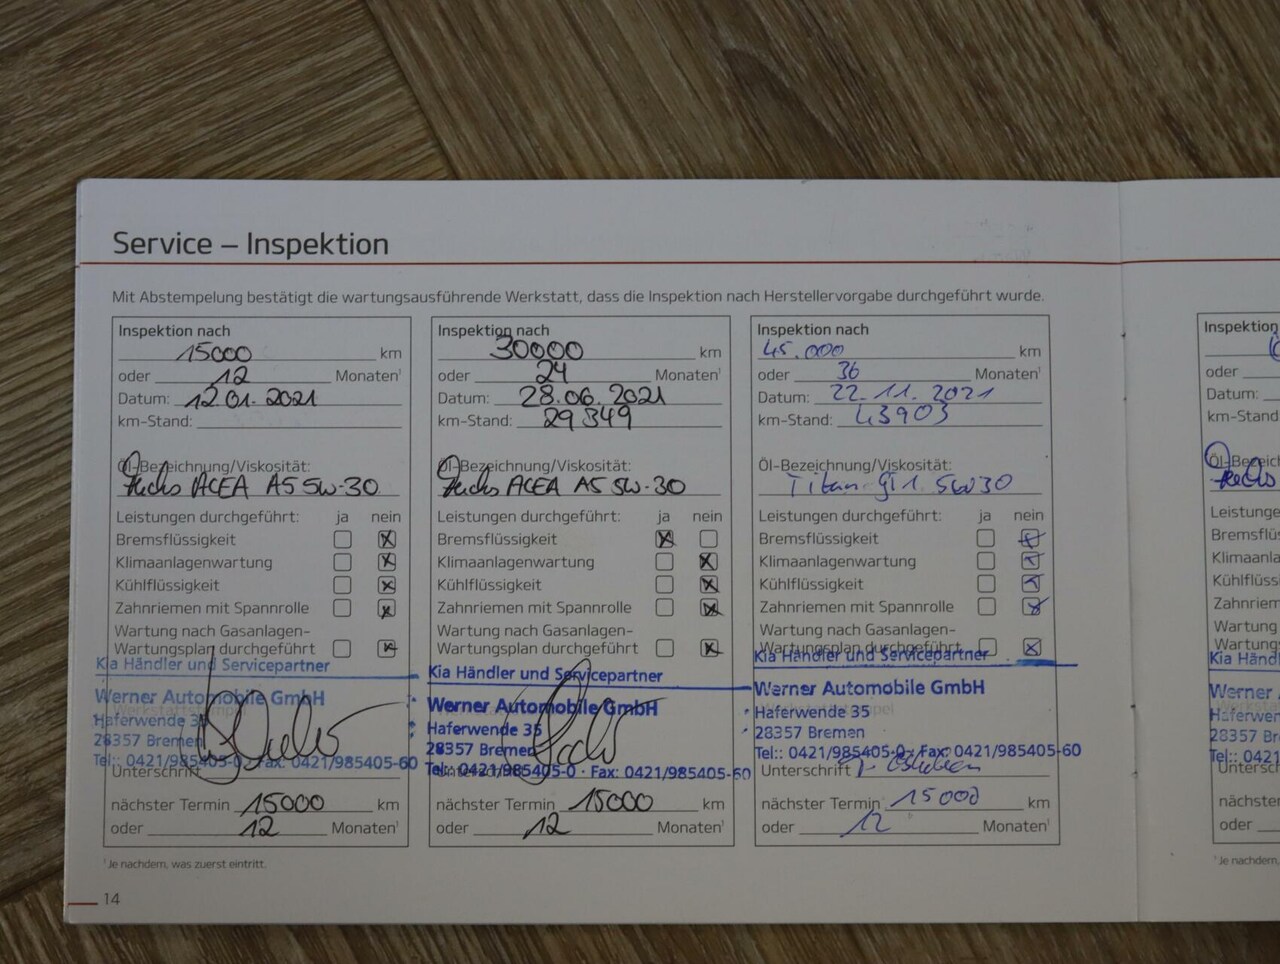 Service – Inspektion
Mit Abstempelung bestätigt die wartungsausführende Werkstatt, dass die Inspektion nach Herstellervorgabe durchgeführt wurde.
Inspektion nach
15000 km
oder 12 Monaten¹
Datum: 12.01.2021
km-Stand:
Öl-Bezeichnung/Viskosität:
Fuchs ACEA A5 5W-30
Leistungen durchgeführt: ja nein
Bremsflüssigkeit
Klimaanlagenwartung
Kühlflüssigkeit
Zahnriemen mit Spannrolle
Wartung nach Gasanlagen-
Wartungsplan durchgeführt
Kia Händler und Servicepartner
Werner Automobile GmbH
Werkstattstempel
Haferwende 35
28357 Bremen
Tel.: 0421/985405-0 · Fax: 0421/985405-60
Unterschrift
nächster Termin 15000 km
oder 12 Monaten¹
Inspektion nach
30000 km
oder 24 Monaten¹
Datum: 28.06.2021
km-Stand: 29349
Öl-Bezeichnung/Viskosität:
Fuchs ACEA A5 5W-30
Leistungen durchgeführt: ja nein
Bremsflüssigkeit
Klimaanlagenwartung
Kühlflüssigkeit
Zahnriemen mit Spannrolle
Wartung nach Gasanlagen-
Wartungsplan durchgeführt
Kia Händler und Servicepartner
Werner Automobile GmbH
Haferwende 35
28357 Bremen
Tel.: 0421/985405-0 · Fax: 0421/985405-60
nächster Termin 15000 km
oder 12 Monaten¹
Inspektion nach
45.000 km
oder 36 Monaten¹
Datum: 22.11.2021
km-Stand: 43903
Öl-Bezeichnung/Viskosität:
Titan GT1 5W30
Leistungen durchgeführt: ja nein
Bremsflüssigkeit
Klimaanlagenwartung
Kühlflüssigkeit
Zahnriemen mit Spannrolle
Wartung nach Gasanlagen-
Wartungsplan durchgeführt
Kia Händler und Servicepartner
Werner Automobile GmbH
Haferwende 35
28357 Bremen
Tel.: 0421/985405-0 · Fax: 0421/985405-60
Unterschrift
nächster Termin 15000 km
oder 12 Monaten¹
¹Je nachdem, was zuerst eintritt.
14
Inspektion
oder
Datum:
km-Stand:
Öl-Bezeic
Fuchs
Leistunge
Bremsflüs
Klimaanla
Kühlflüssi
Zahnriem
Wartung
Wartungs
Kia Händ
Werner
Haferwe
28357 B
Tel.: 0421
Untersch
nächste
oder
¹Je nachdem,